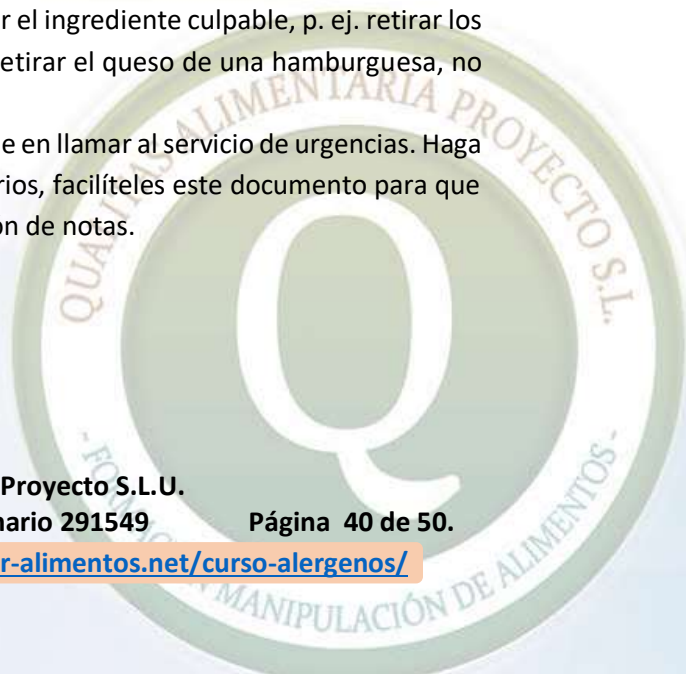 r el ingrediente culpable, p. ej. retirar los
etirar el queso de una hamburguesa, no
e en llamar al servicio de urgencias. Haga
rios, facilíteles este documento para que
ón de notas.
QUALITAS ALIMENTARIA PROYECTO S.L.
Q
- FORMACIÓN MANIPULACIÓN DE ALIMENTOS -
Proyecto S.L.U.
nario 291549 Página 40 de 50.
r-alimentos.net/curso-alergenos/